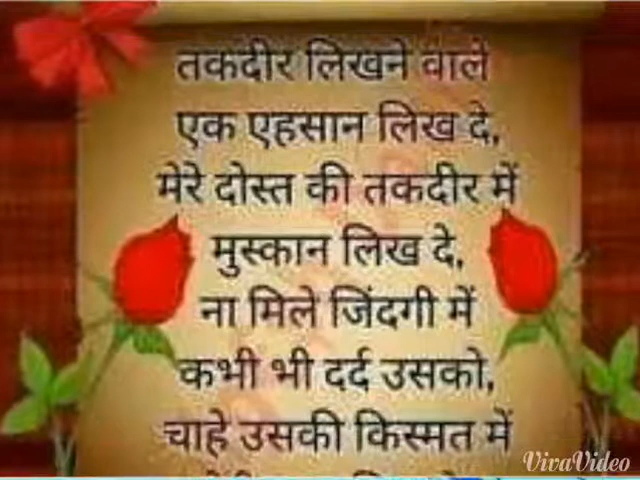 तकदीर लिखने वाले
एक एहसान लिख दे,
मेरे दोस्त की तकदीर में
मुस्कान लिख दे,
ना मिले जिंदगी में
कभी भी दर्द उसको,
चाहे उसकी किस्मत में
VivaVideo